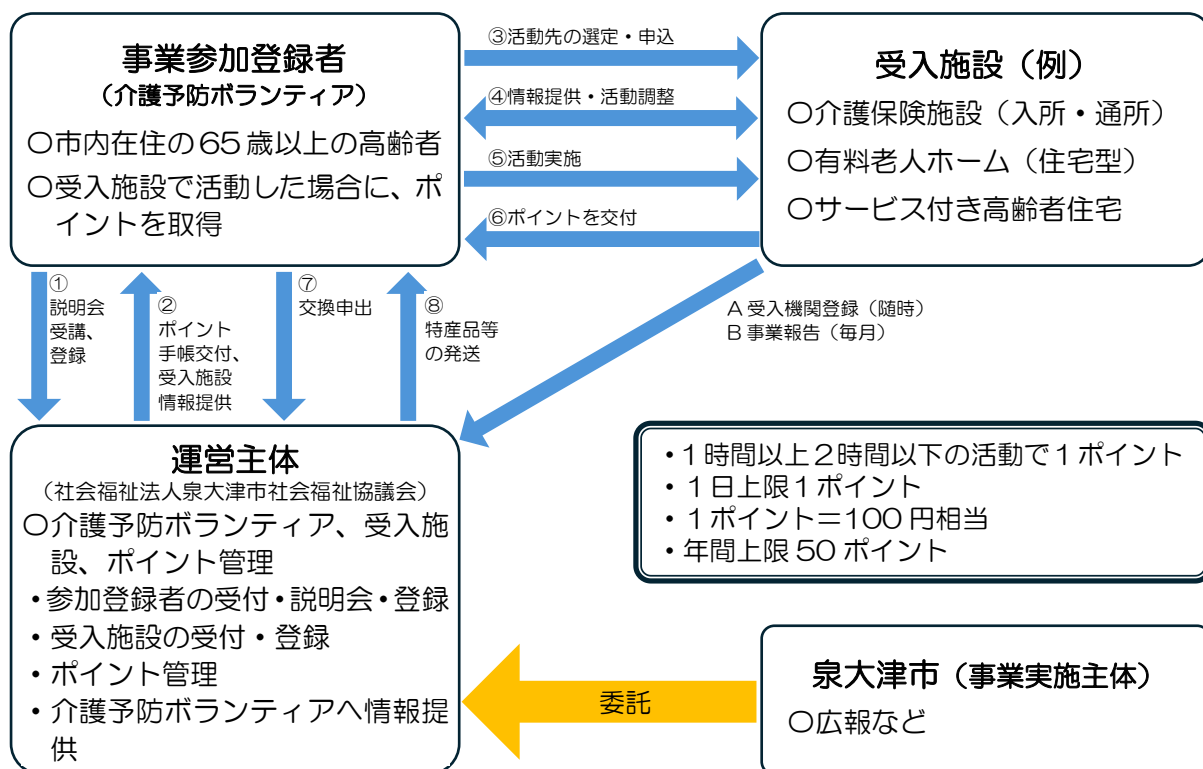 事業参加登録者
（介護予防ボランティア）
〇市内在住の65歳以上の高齢者
〇受入施設で活動した場合に、ポ
イントを取得
③活動先の選定・申込
④情報提供・活動調整
⑤活動実施
⑥ポイントを交付
受入施設（例）
〇介護保険施設（入所・通所）
〇有料老人ホーム（住宅型）
〇サービス付き高齢者住宅
①
説明会
受講、
登録
②
ポイント
手帳交付、
受入施設
情報提供
⑦
交換申出
⑧
特産品等
の発送
A 受入機関登録（随時）
B 事業報告（毎月）
運営主体
（社会福祉法人泉大津市社会福祉協議会）
〇介護予防ボランティア、受入施
設、ポイント管理
・参加登録者の受付・説明会・登録
・受入施設の受付・登録
・ポイント管理
・介護予防ボランティアへ情報提
供
・１時間以上２時間以下の活動で１ポイント
・１日上限１ポイント
・１ポイント＝100円相当
・年間上限50ポイント
委託
泉大津市（事業実施主体）
〇広報など